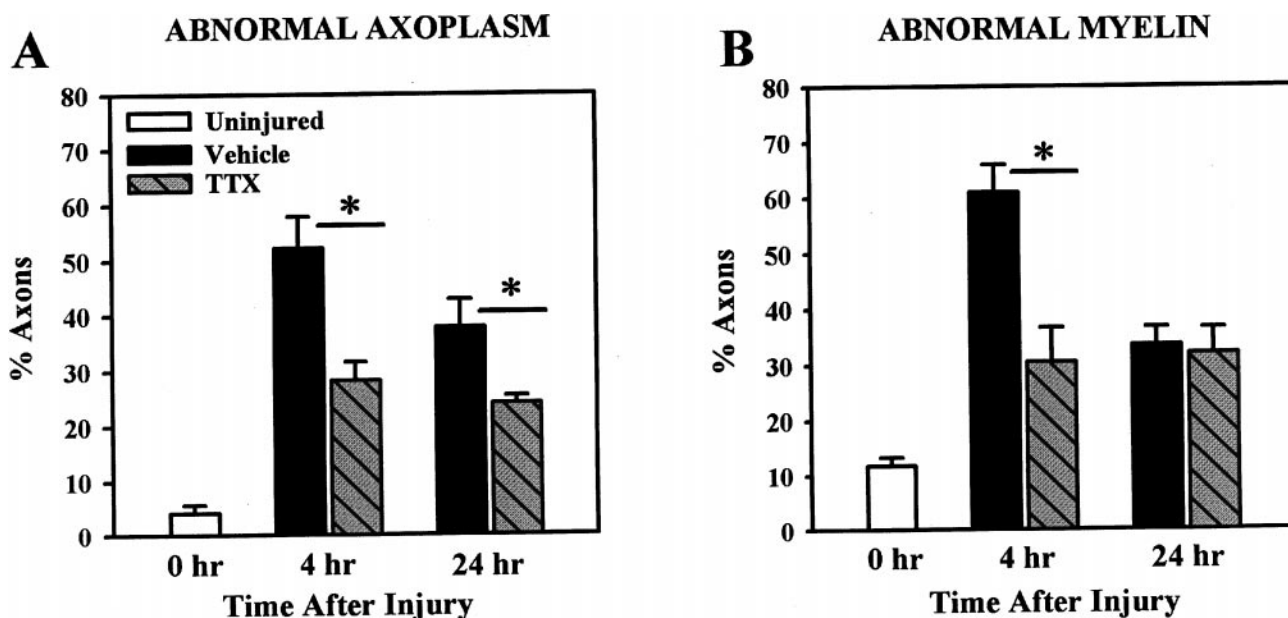 A
ABNORMAL AXOPLASM
80
70
60
50
40
30
20
10
0
% Axons
Uninjured
Vehicle
TTX
*
*
0 hr
4 hr
24 hr
Time After Injury
B
ABNORMAL MYELIN
80
70
60
50
40
30
20
10
0
% Axons
*
0 hr
4 hr
24 hr
Time After Injury